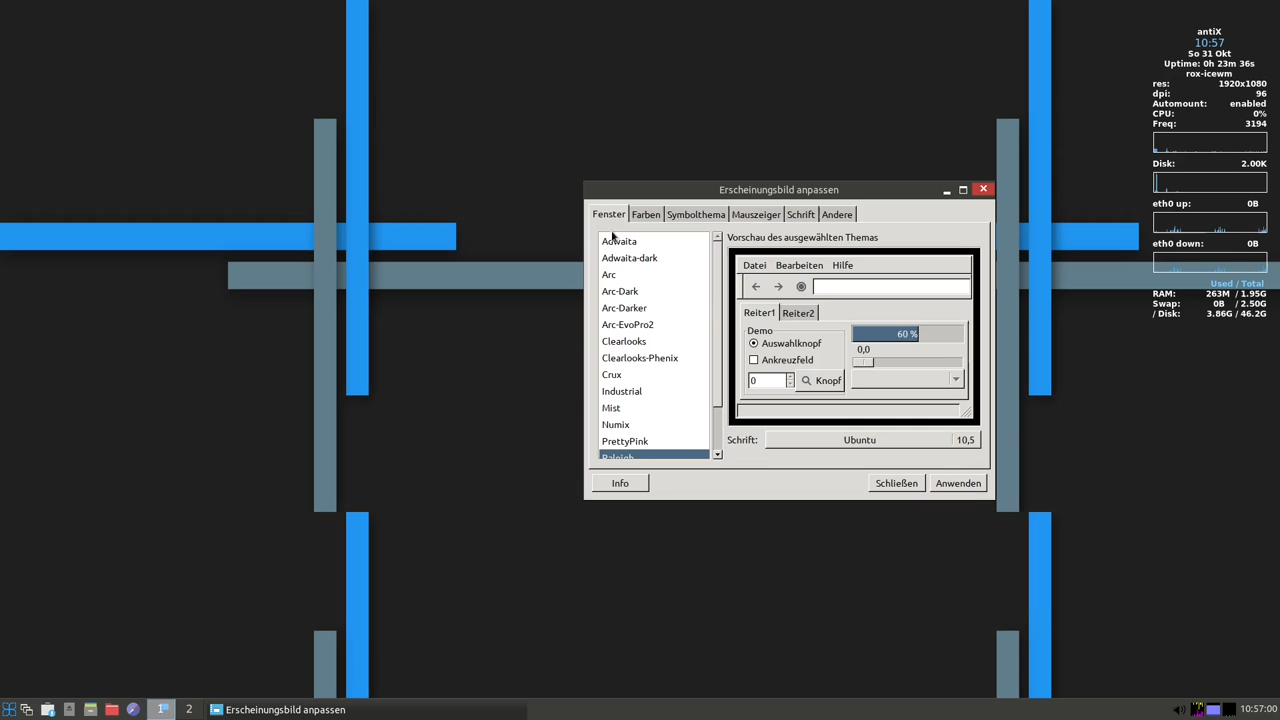 antiX
10:57
So 31 Okt
Uptime: 0h 23m 36s
rox-icewm
res: 1920x1080
dpi: 96
Automount: enabled
CPU: 0%
Freq: 3194
Disk: 2.00K
eth0 up: 0B
eth0 down: 0B
Used / Total
RAM: 263M / 1.95G
Swap: 0B / 2.50G
/ Disk: 3.86G / 46.2G
Erscheinungsbild anpassen
Fenster Farben Symbolthema Mauszeiger Schrift Andere
Adwaita
Adwaita-dark
Arc
Arc-Dark
Arc-Darker
Arc-EvoPro2
Clearlooks
Clearlooks-Phenix
Crux
Industrial
Mist
Numix
PrettyPink
Raleigh
Vorschau des ausgewählten Themas
Datei Bearbeiten Hilfe
Reiter1 Reiter2
Demo
Auswahlknopf
Ankreuzfeld
0 Knopf
60 %
0,0
Schrift: Ubuntu 10,5
Info Schließen Anwenden
1 2 Erscheinungsbild anpassen 10:57:00